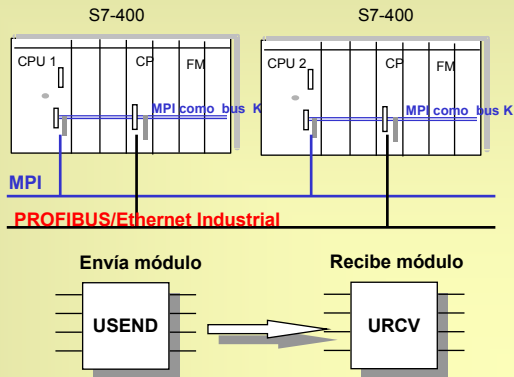 S7-400 S7-400
CPU 1 CP FM CPU 2 CP FM
MPI como bus K MPI como bus K
MPI
PROFIBUS/Ethernet Industrial
Envía módulo Recibe módulo
USEND URCV